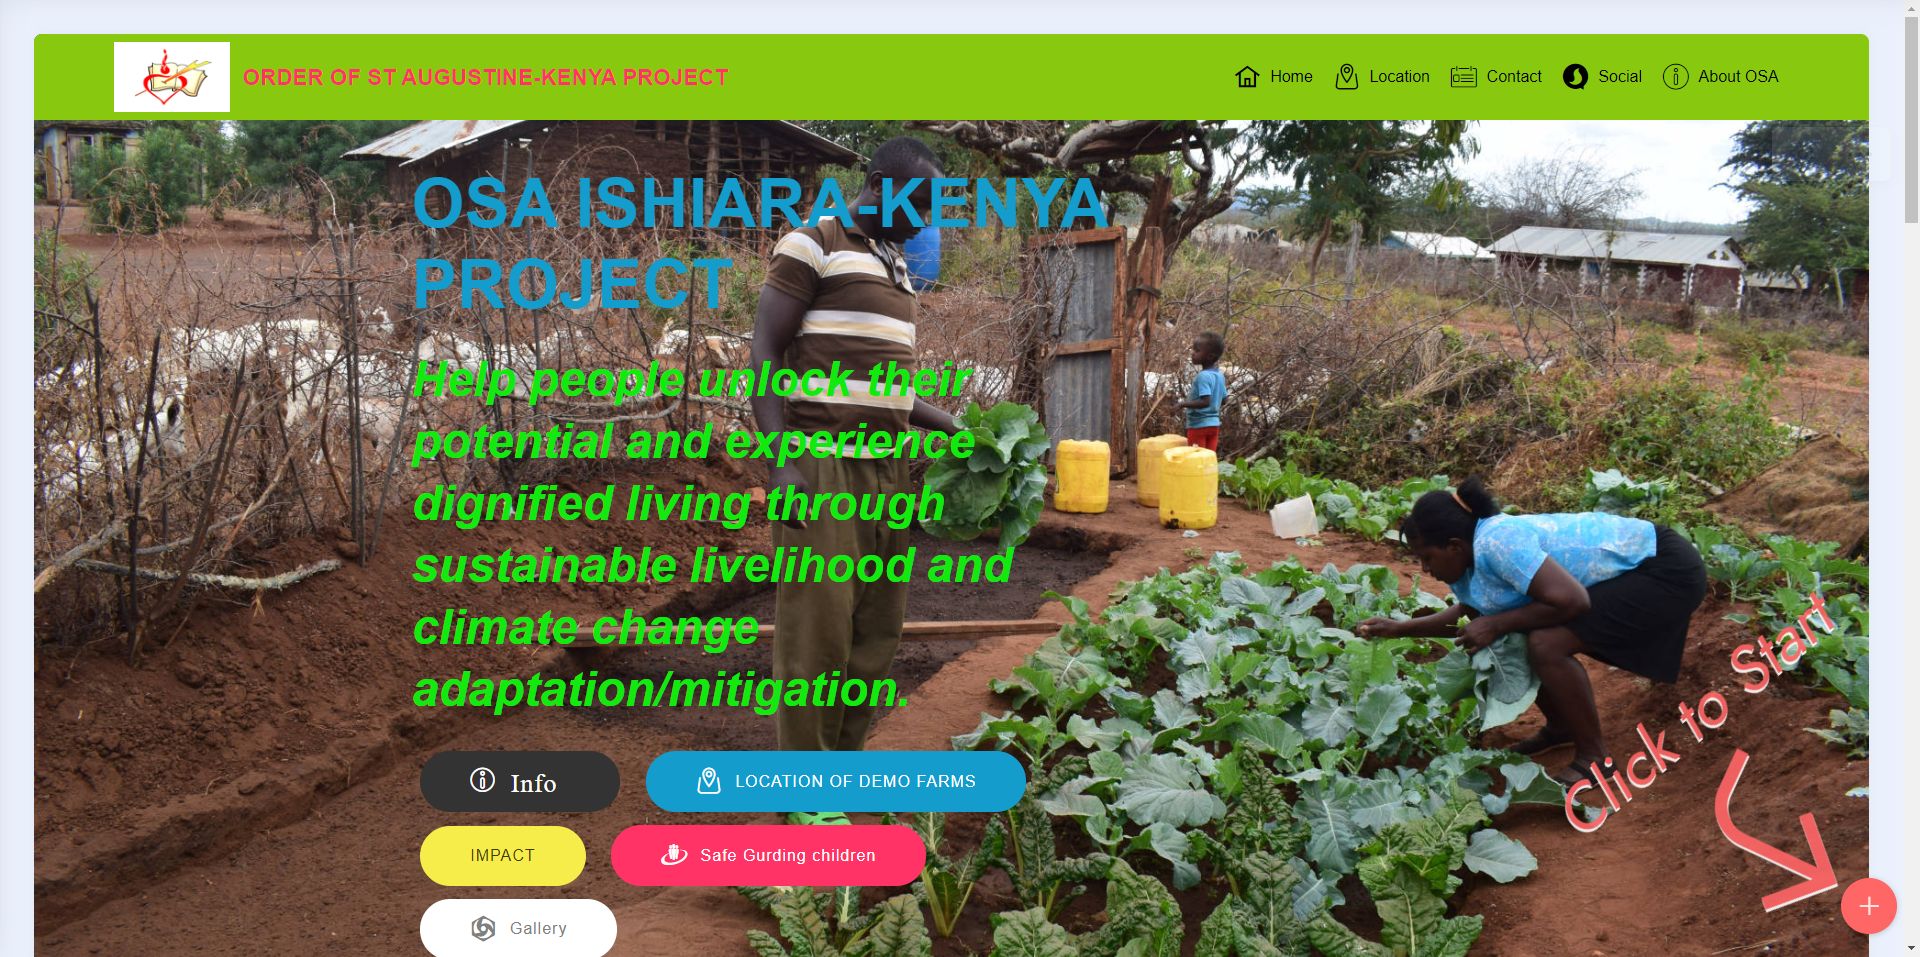 ORDER OF ST AUGUSTINE-KENYA PROJECT
Home
Location
Contact
Social
About OSA
OSA ISHIARA-KENYA
PROJECT
Help people unlock their
potential and experience
dignified living through
sustainable livelihood and
climate change
adaptation/mitigation.
Info
LOCATION OF DEMO FARMS
IMPACT
Safe Gurding children
Gallery
Click to Start